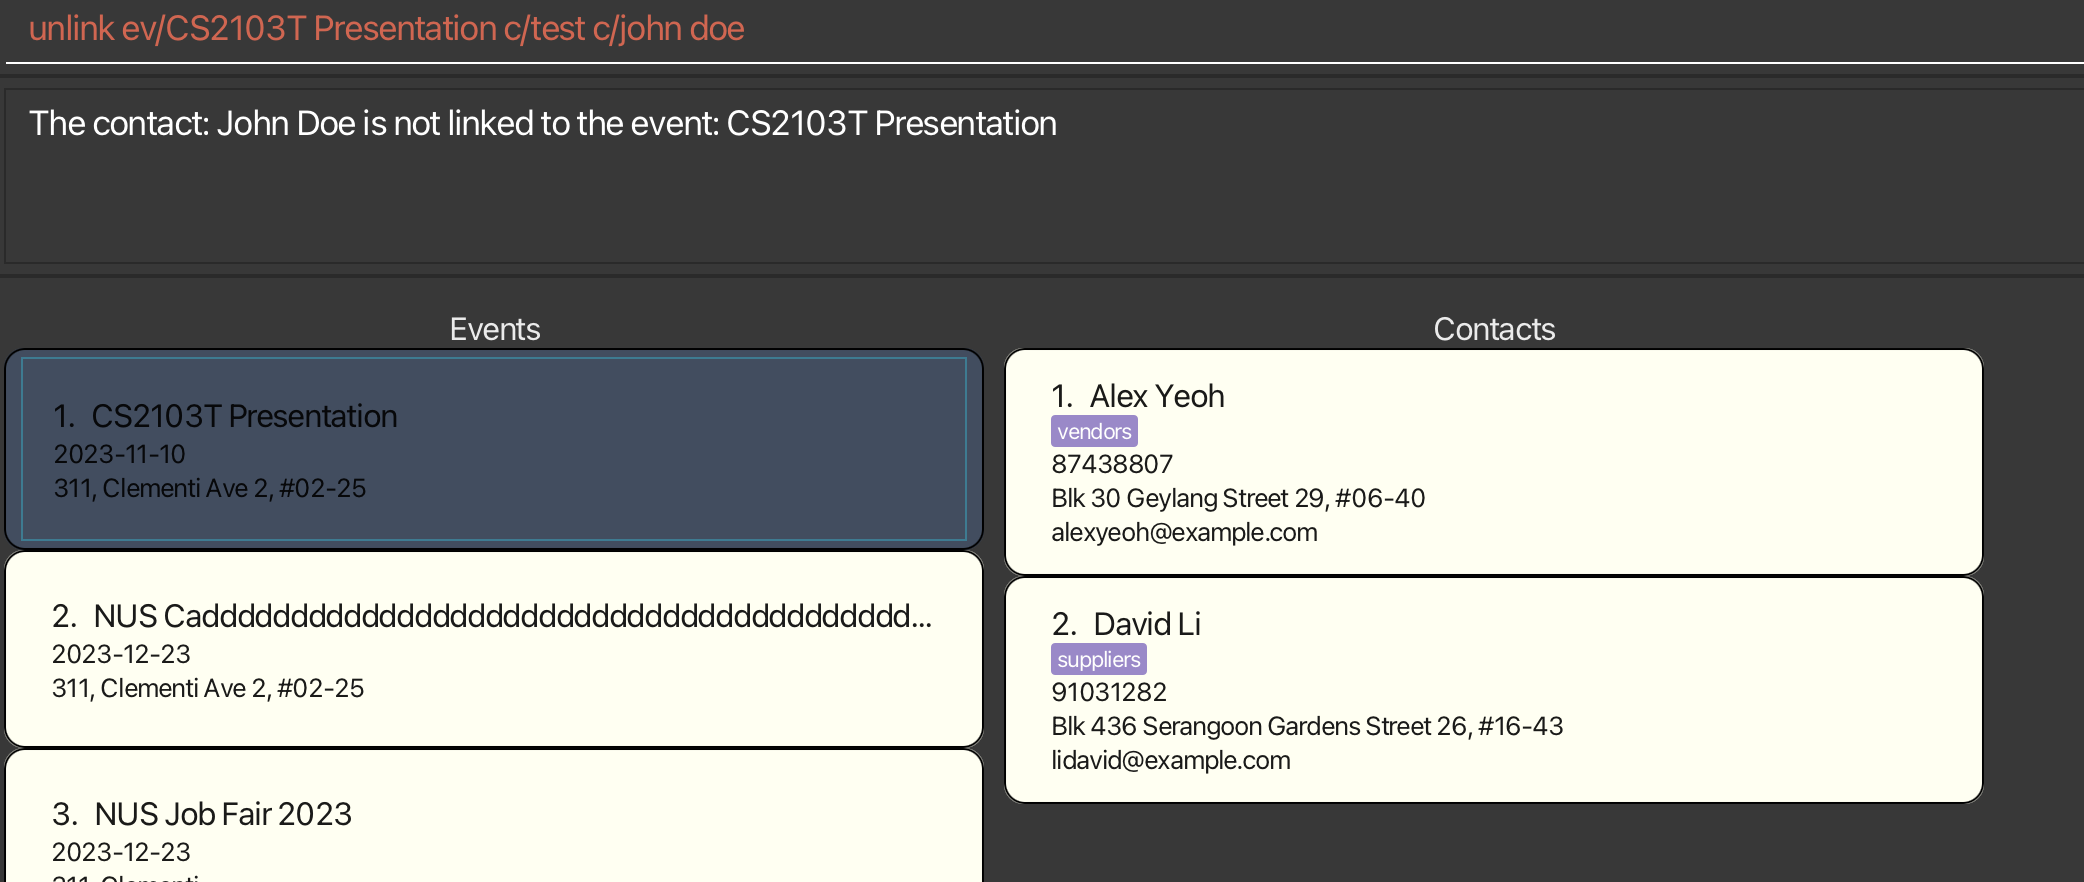 unlink ev/CS2103T Presentation c/test c/john doe
The contact: John Doe is not linked to the event: CS2103T Presentation
Events
1. CS2103T Presentation
2023-11-10
311, Clementi Ave 2, #02-25
2. NUS Caddddddddddddddddddddddddddddddddddddddddd...
2023-12-23
311, Clementi Ave 2, #02-25
3. NUS Job Fair 2023
2023-12-23
311, Clementi
Contacts
1. Alex Yeoh
vendors
87438807
Blk 30 Geylang Street 29, #06-40
alexyeoh@example.com
2. David Li
suppliers
91031282
Blk 436 Serangoon Gardens Street 26, #16-43
lidavid@example.com